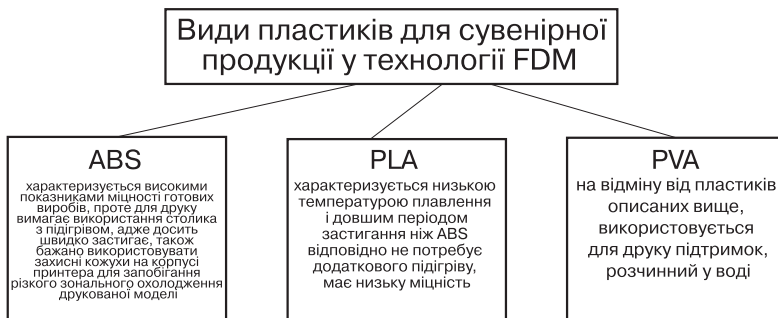 Види пластиків для сувенірної
продукції у технології FDM
ABS
характеризується високими
показниками міцності готових
виробів, проте для друку
вимагає використання столика
з підігрівом, адже досить
швидко застигає, також
бажано використовувати
захисні кожухи на корпусі
принтера для запобігання
різкого зонального охолодження
друкованої моделі
PLA
характеризується низькою
температурою плавлення
і довшим періодом
застигання ніж ABS
відповідно не потребує
додаткового підігріву,
має низьку міцність
PVA
на відміну від пластиків
описаних вище,
використовується
для друку підтримок,
розчинний у воді